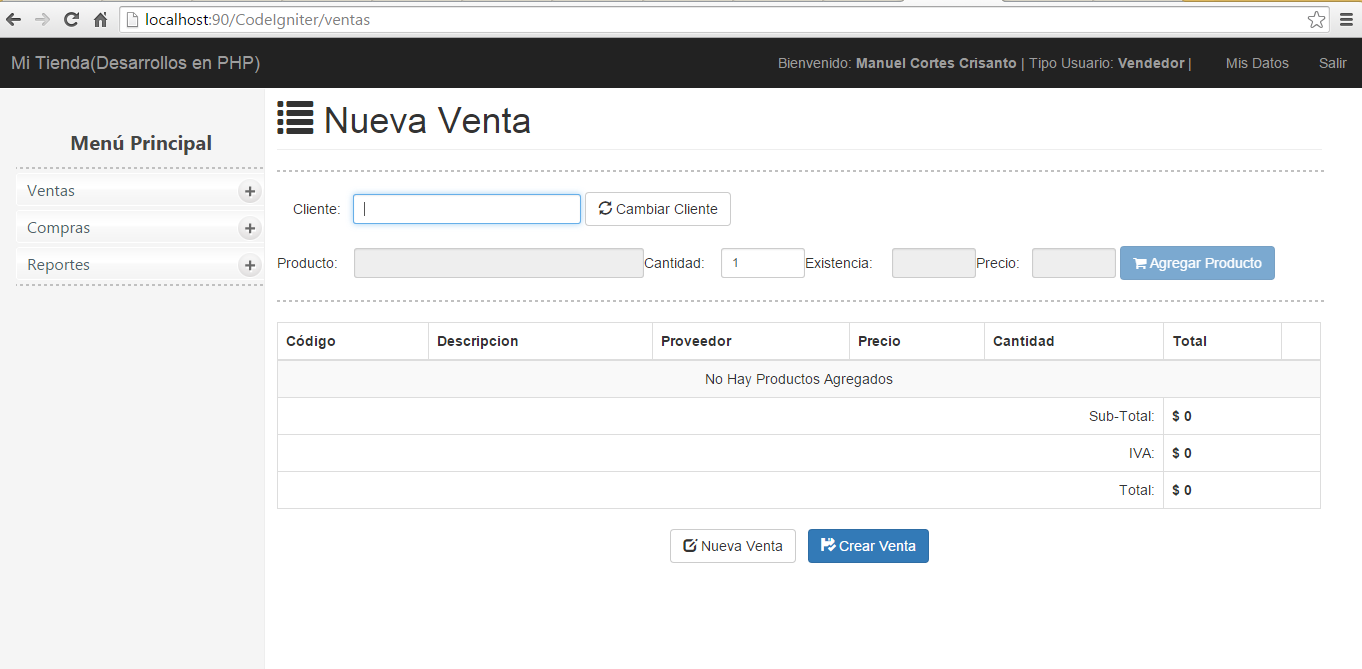 localhost:90/CodeIgniter/ventas
Mi Tienda(Desarrollos en PHP) Bienvenido: Manuel Cortes Crisanto | Tipo Usuario: Vendedor | Mis Datos Salir
Menú Principal
Ventas
Compras
Reportes
Nueva Venta
Cliente: Cambiar Cliente
Producto: Cantidad: 1 Existencia: Precio: Agregar Producto
Código Descripcion Proveedor Precio Cantidad Total
No Hay Productos Agregados
Sub-Total: $ 0
IVA: $ 0
Total: $ 0
Nueva Venta Crear Venta